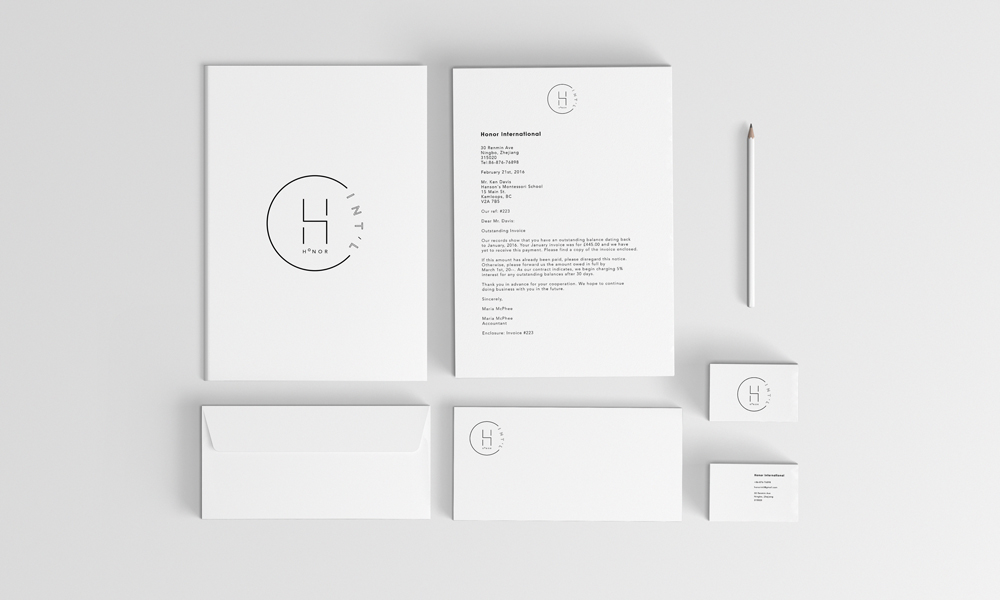 H
HONOR
INT'L
H
HONOR
INT'L
Honor International
20 Renmin Ave
Ningbo, Zhejiang
315020
Tel:86-876-76898
February 21st, 2016
Mr. Ken Davis
Hanson's Montessori School
15 Main St.
Kamloops, BC
V2A 7B5
Our ref: #223
Dear Mr. Davis
Outstanding Invoice
Our records show that you have an outstanding balance dating back
to January, 2016. Your January invoice was for £945.00 and we have
yet to receive this payment. Please find a copy of the invoice enclosed.
If this amount has already been paid, please disregard this notice.
Otherwise, please forward us the amount owed in full by
March 1st, 20--. As our contract indicates, we begin charging 5%
interest for any outstanding balances after 30 days.
Thank you in advance for your cooperation. We hope to continue
doing business with you in the future.
Sincerely,
Maria McPhee
Maria McPhee
Accountant
Enclosure: Invoice #223
H
HONOR
INT'L
H
HONOR
INT'L
Honor International
Ningbo, Zhejiang